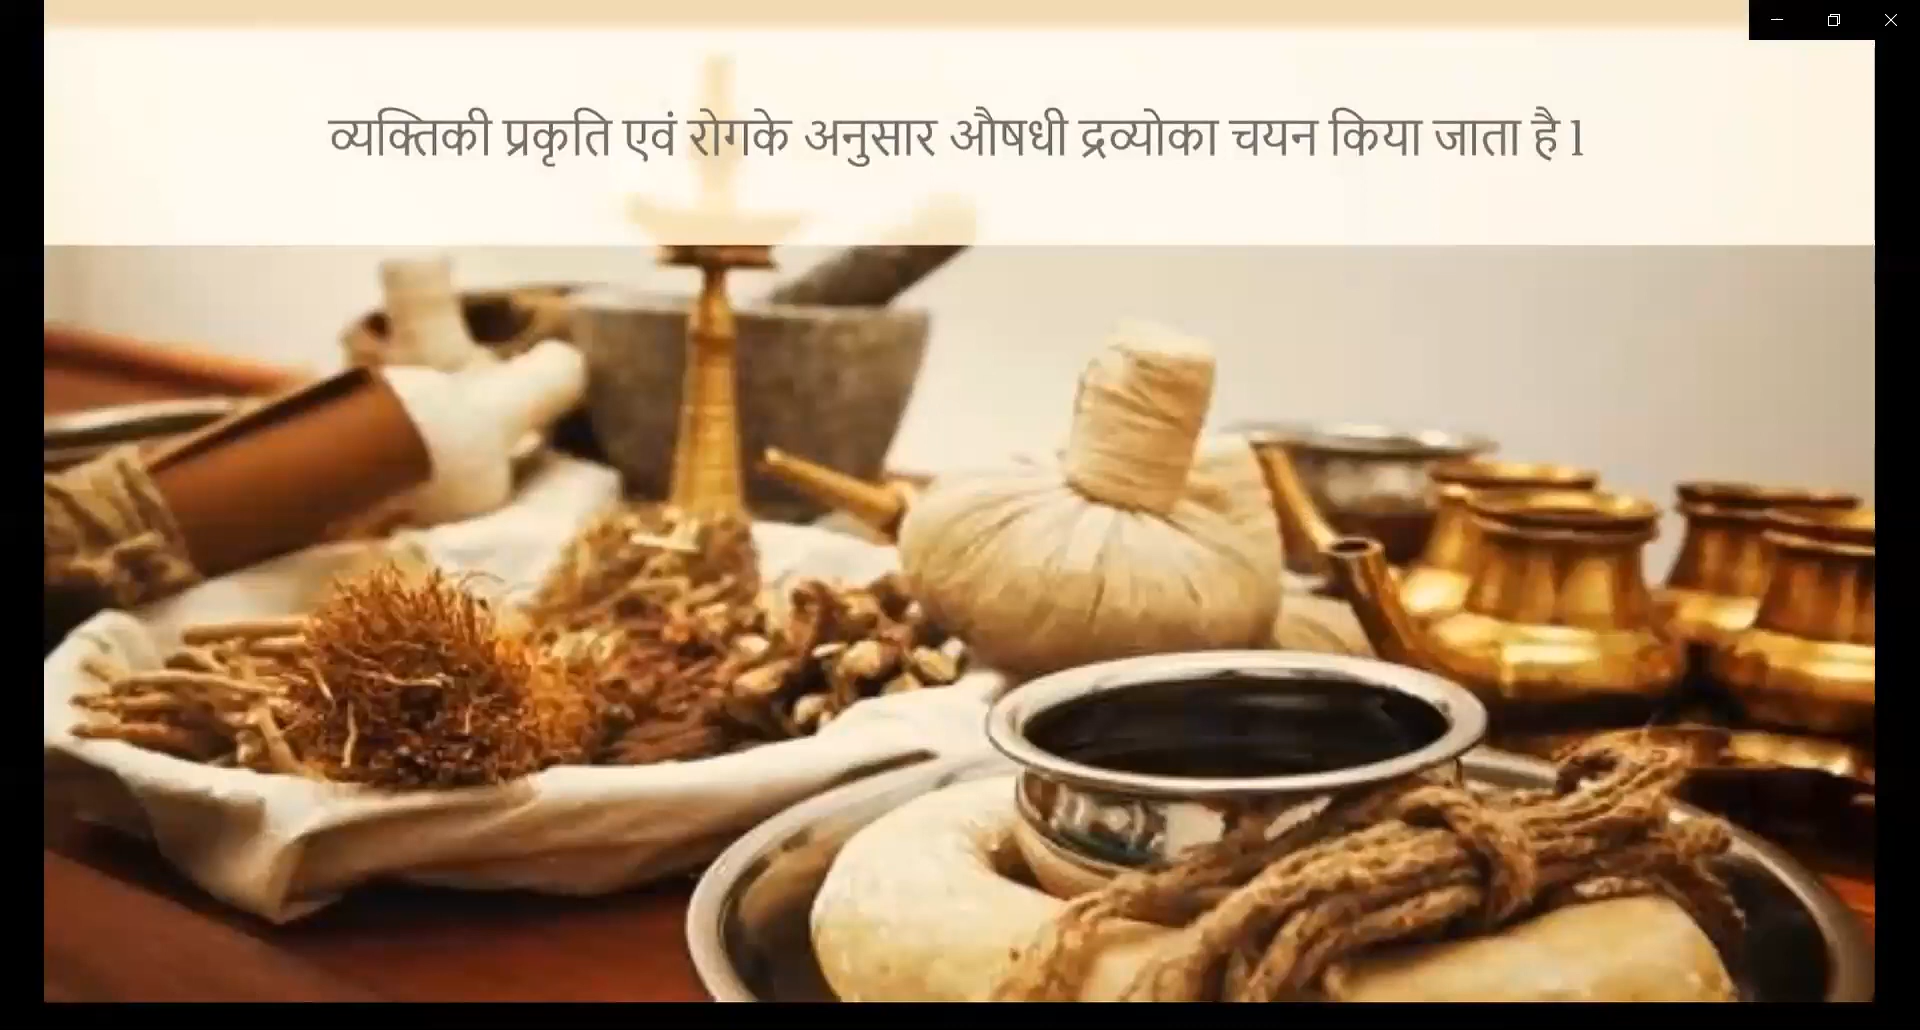 व्यक्तिकी प्रकृति एवं रोगके अनुसार औषधी द्रव्योका चयन किया जाता है l